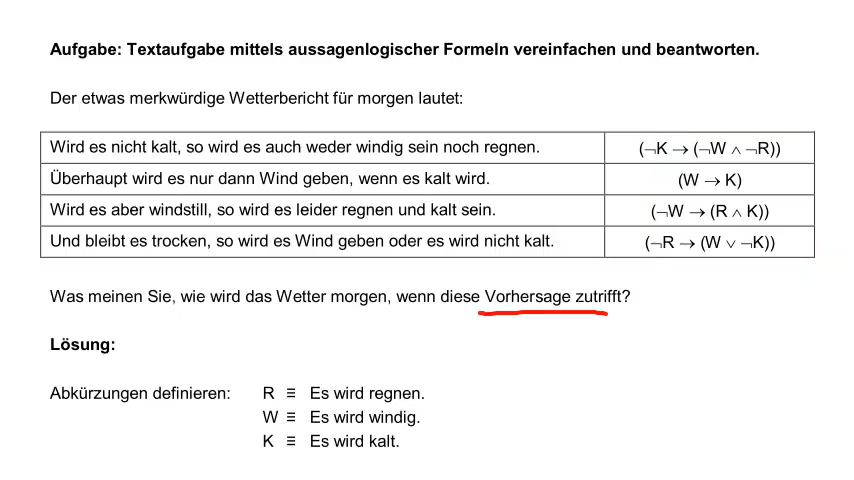 Aufgabe: Textaufgabe mittels aussagenlogischer Formeln vereinfachen und beantworten.
Der etwas merkwürdige Wetterbericht für morgen lautet:
Wird es nicht kalt, so wird es auch weder windig sein noch regnen. (¬K → (¬W ∧ ¬R))
Überhaupt wird es nur dann Wind geben, wenn es kalt wird. (W → K)
Wird es aber windstill, so wird es leider regnen und kalt sein. (¬W → (R ∧ K))
Und bleibt es trocken, so wird es Wind geben oder es wird nicht kalt. (¬R → (W ∨ ¬K))
Was meinen Sie, wie wird das Wetter morgen, wenn diese Vorhersage zutrifft?
Lösung:
Abkürzungen definieren: R ≡ Es wird regnen.
W ≡ Es wird windig.
K ≡ Es wird kalt.